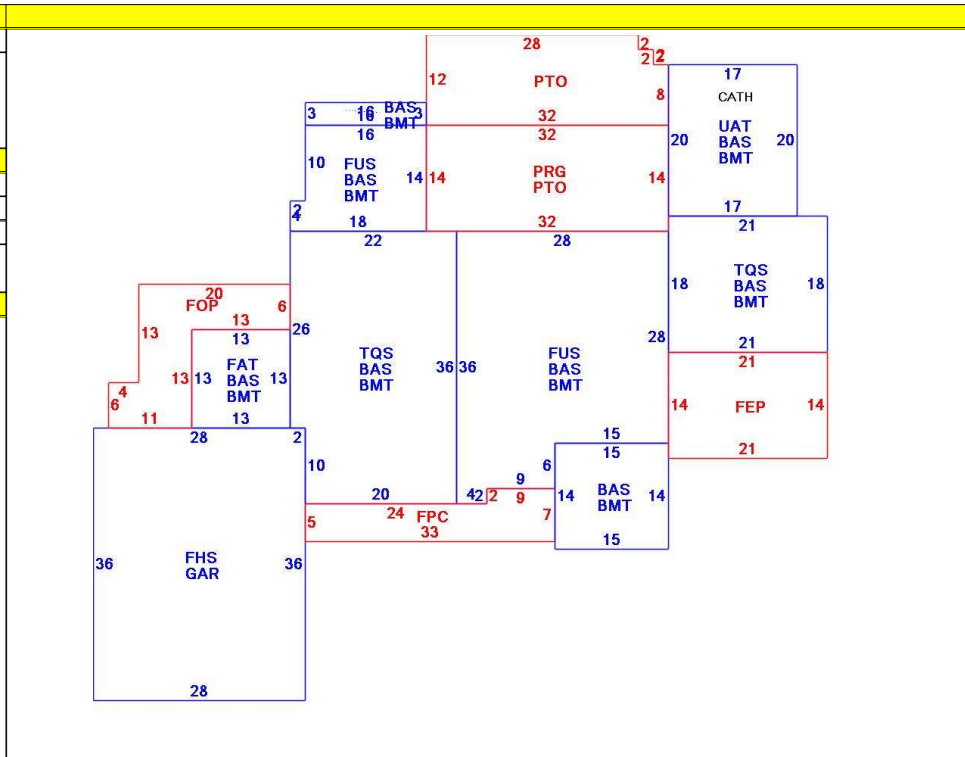 28 2
2 2
12 PTO 8
17
CATH
3 16 BAS 3
16 BMT
32
32
16
20 UAT 20
BAS
BMT
10 FUS 14
BAS
BMT
14 PRG 14
PTO
2
4
18
32
17
21
22
28
18 TQS 18
BAS
BMT
20
FOP 6
13
13
13
26
28
TQS 36
BAS
BMT
36 FUS
BAS
BMT
21
21
13 13 FAT 13
BAS
BMT
4
6
11
13
28 2
14 FEP 14
21
15
15
10
6
9
9
20 4 2 2
24
14 BAS 14
BMT
5 FPC 7
33
15
36 FHS 36
GAR
28